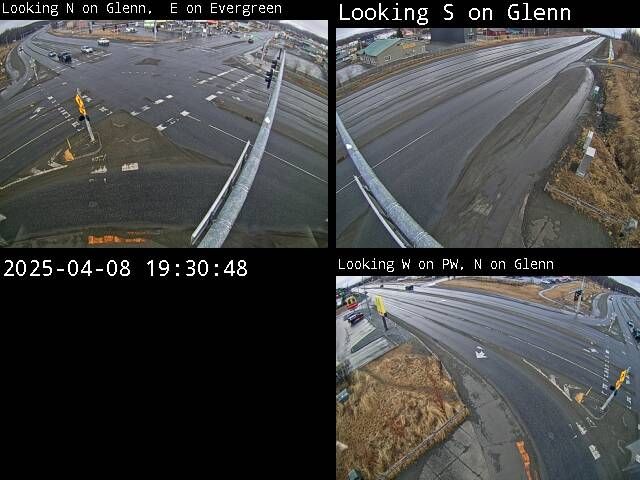 Looking N on Glenn,  E on Evergreen
Looking S on Glenn
2025-04-08 19:30:48
Looking W on PW, N on Glenn